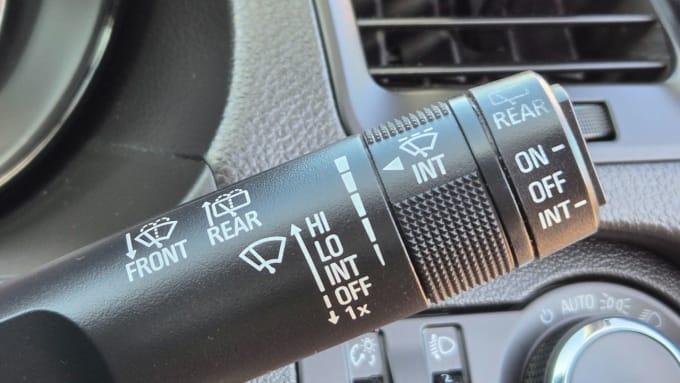 FRONT
REAR
HI
LO
INT
OFF
1x
INT
REAR
ON
OFF
INT
AUTO